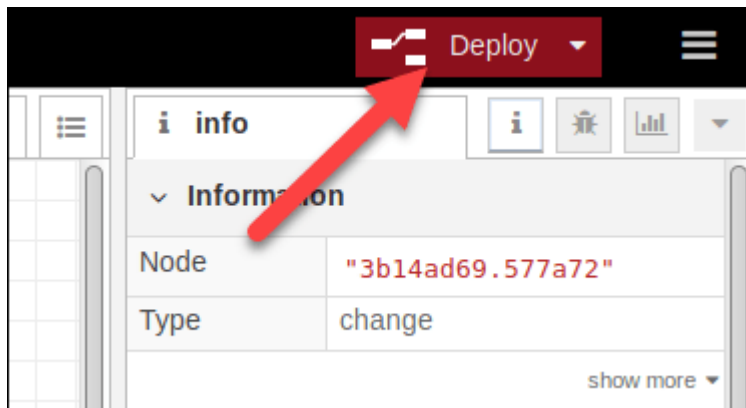 Deploy
i info
i
Information
Node "3b14ad69.577a72"
Type change
show more